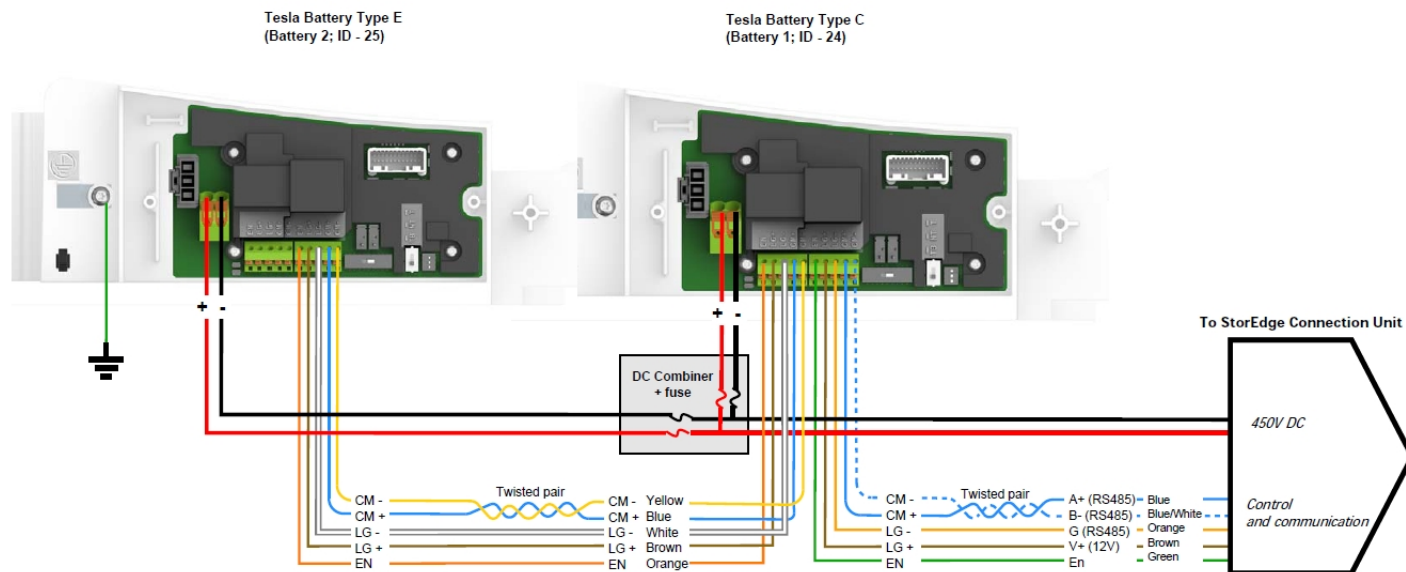 Tesla Battery Type E
(Battery 2; ID - 25)
Tesla Battery Type C
(Battery 1; ID - 24)
+ -
+ -
To StorEdge Connection Unit
DC Combiner
+ fuse
450V DC
Control
and communication
CM -
CM +
LG -
LG +
EN
Twisted pair
CM - Yellow
CM + Blue
LG - White
LG + Brown
EN Orange
CM -
CM +
LG -
LG +
EN
Twisted pair
A+ (RS485) Blue
B- (RS485) Blue/White
G (RS485) Orange
V+ (12V) Brown
En Green